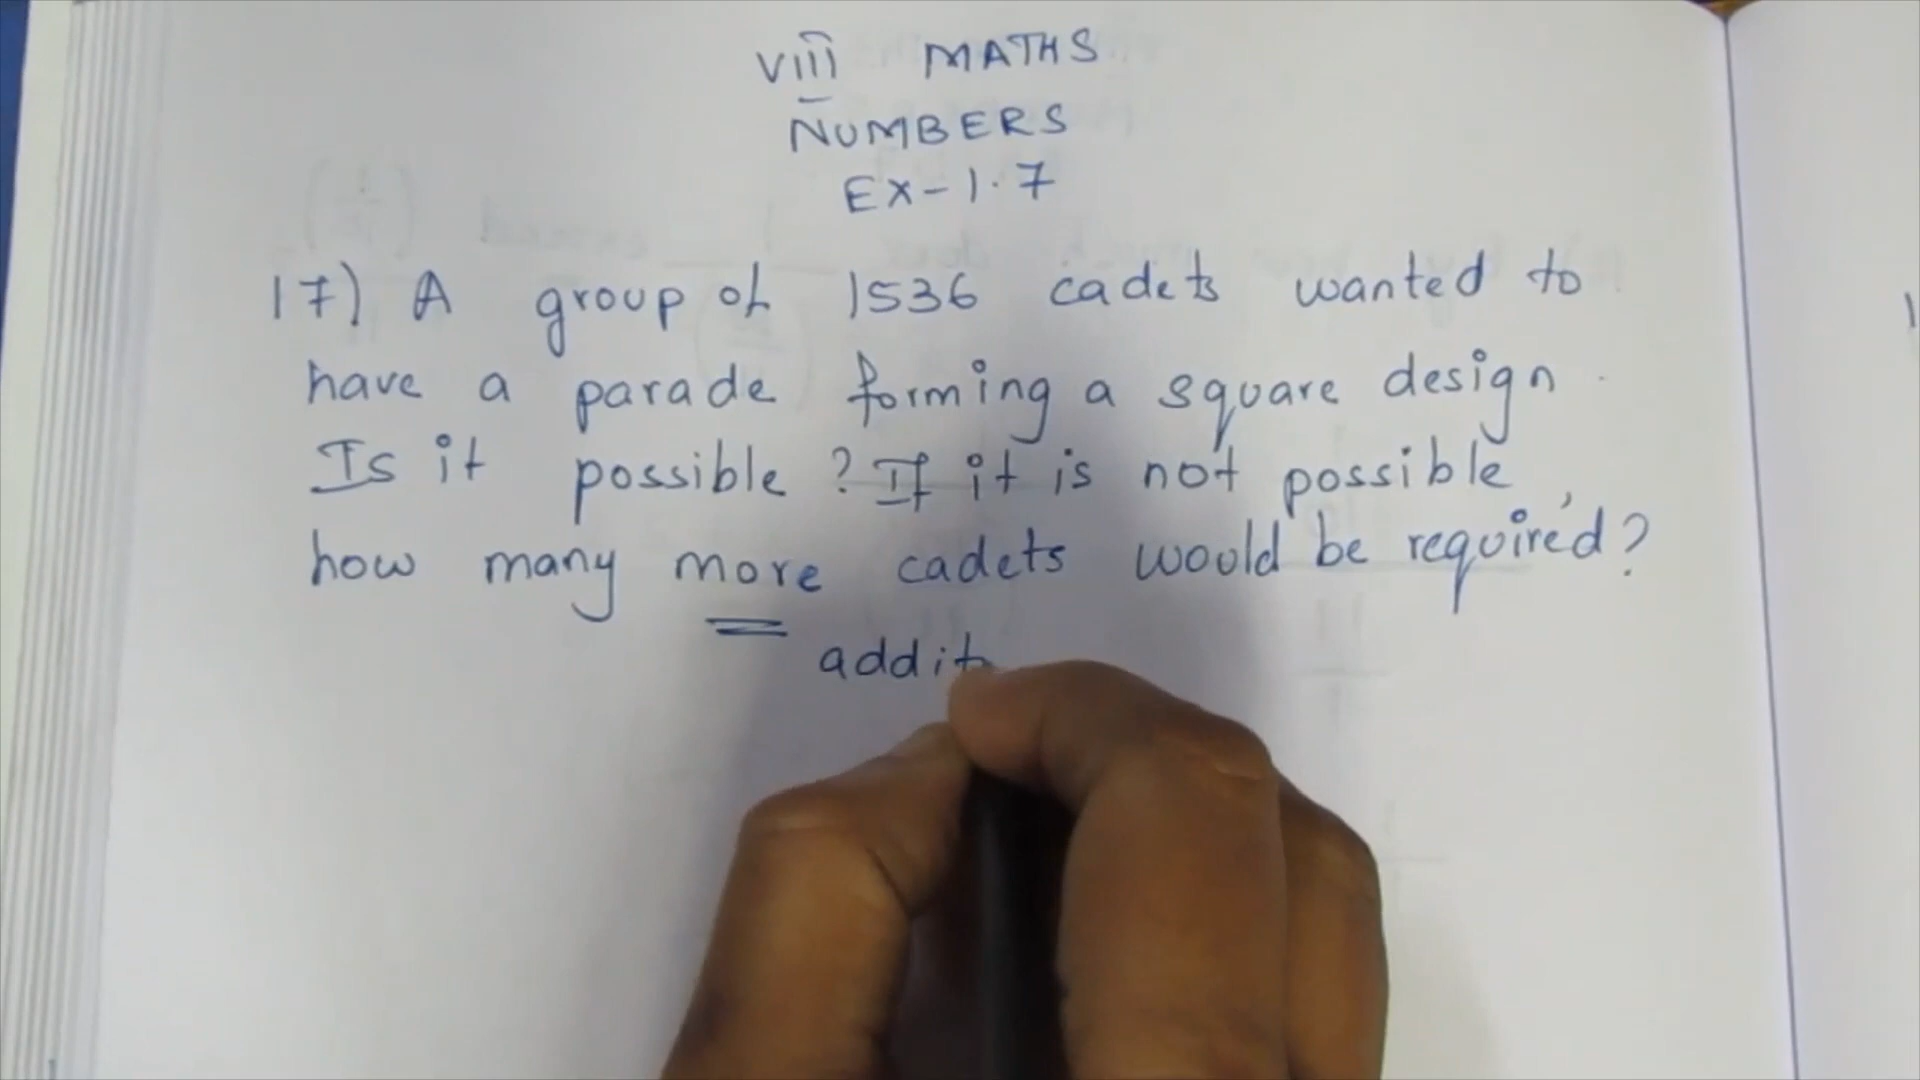 VIII MATHS
NUMBERS
EX-1.7
17) A group of 1536 cadets wanted to
have a parade forming a square design.
Is it possible? If it is not possible,
how many more cadets would be required?
addit